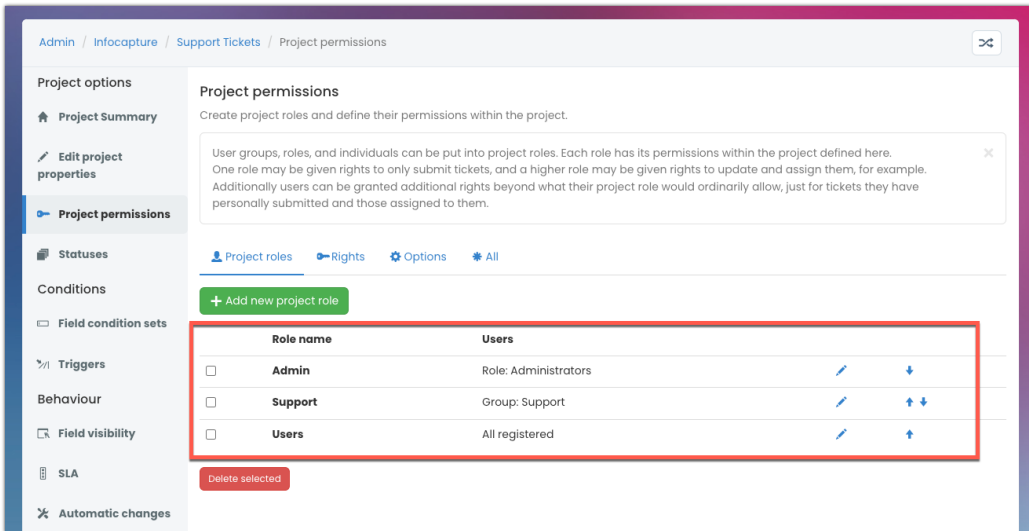 Admin / Infocapture / Support Tickets / Project permissions
Project options
Project Summary
Edit project
properties
Project permissions
Statuses
Conditions
Field condition sets
Triggers
Behaviour
Field visibility
SLA
Automatic changes
Project permissions
Create project roles and define their permissions within the project.
User groups, roles, and individuals can be put into project roles. Each role has its permissions within the project defined here.
One role may be given rights to only submit tickets, and a higher role may be given rights to update and assign them, for example.
Additionally users can be granted additional rights beyond what their project role would ordinarily allow, just for tickets they have
personally submitted and those assigned to them.
Project roles Rights Options All
+ Add new project role
Role name Users
Admin Role: Administrators
Support Group: Support
Users All registered
Delete selected